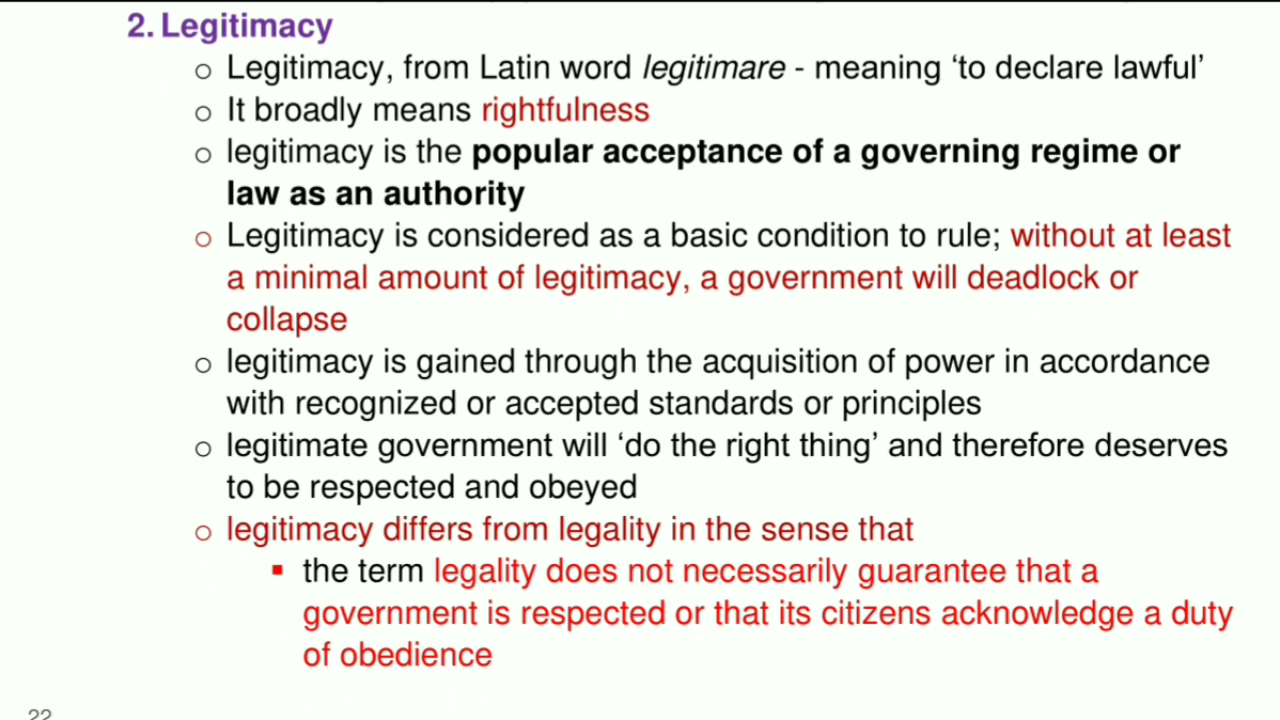 2. Legitimacy
○ Legitimacy, from Latin word legitimare - meaning ‘to declare lawful’
○ It broadly means rightfulness
○ legitimacy is the popular acceptance of a governing regime or
law as an authority
○ Legitimacy is considered as a basic condition to rule; without at least
a minimal amount of legitimacy, a government will deadlock or
collapse
○ legitimacy is gained through the acquisition of power in accordance
with recognized or accepted standards or principles
○ legitimate government will ‘do the right thing’ and therefore deserves
to be respected and obeyed
○ legitimacy differs from legality in the sense that
▪ the term legality does not necessarily guarantee that a
government is respected or that its citizens acknowledge a duty
of obedience
22